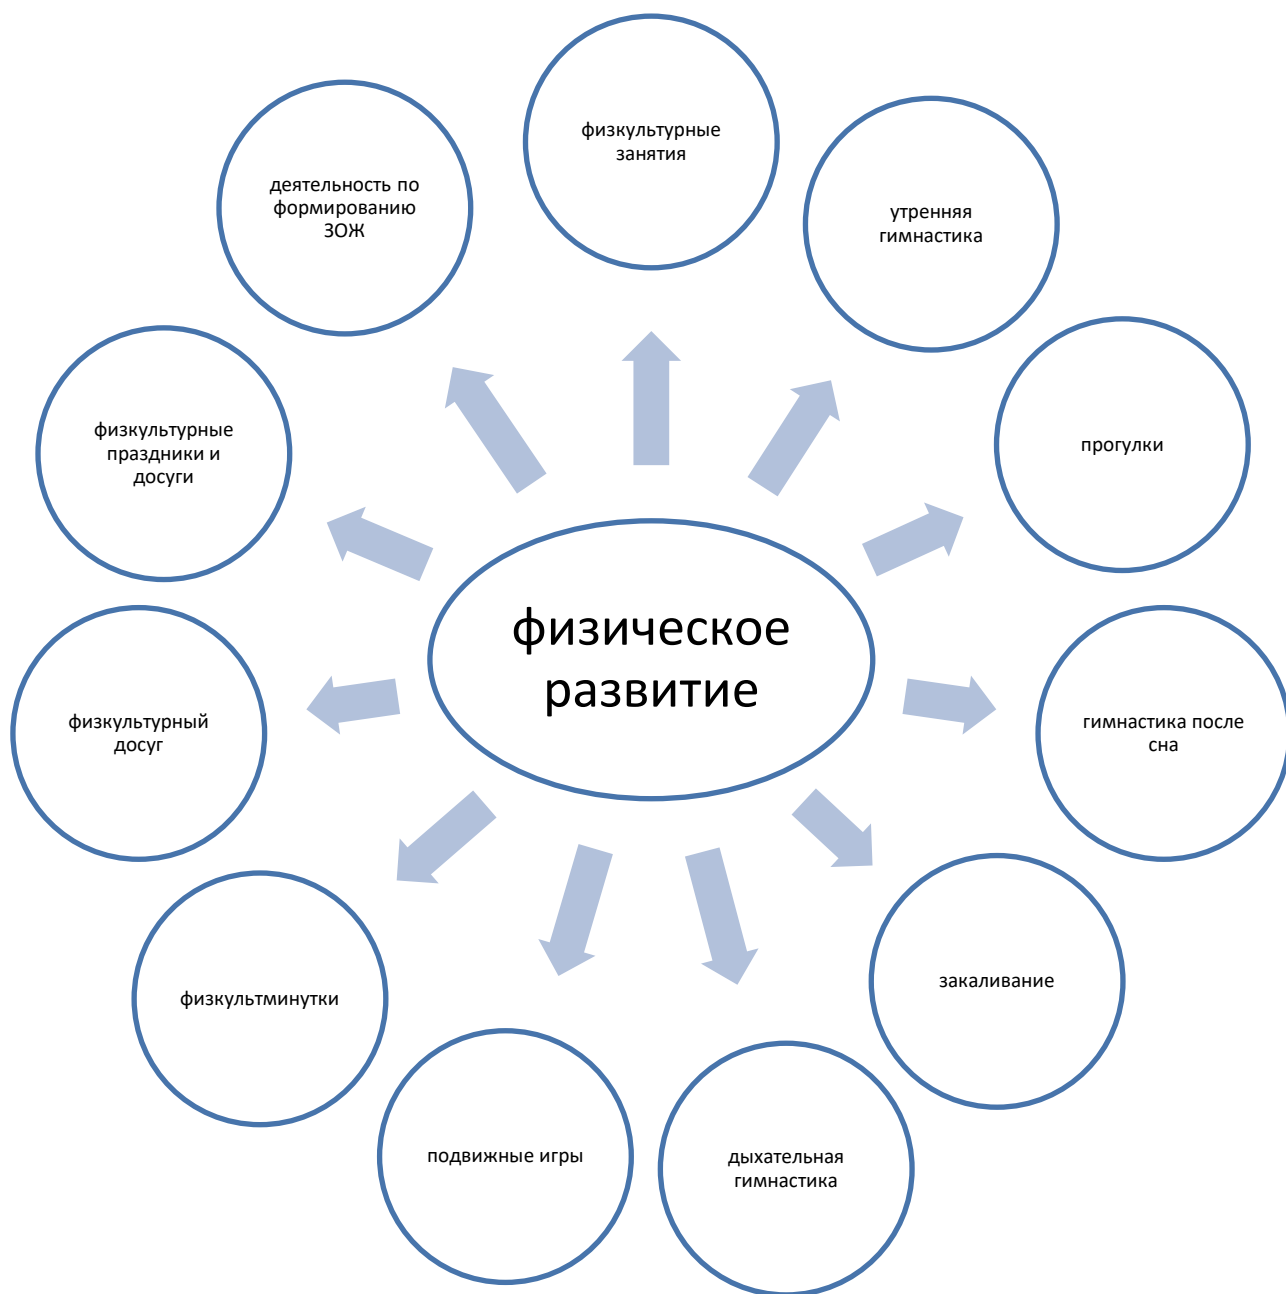 физкультурные
занятия
утренняя
гимнастика
прогулки
гимнастика после
сна
закаливание
дыхательная
гимнастика
подвижные игры
физкультминутки
физкультурный
досуг
физкультурные
праздники и
досуги
деятельность по
формированию
ЗОЖ
физическое
развитие